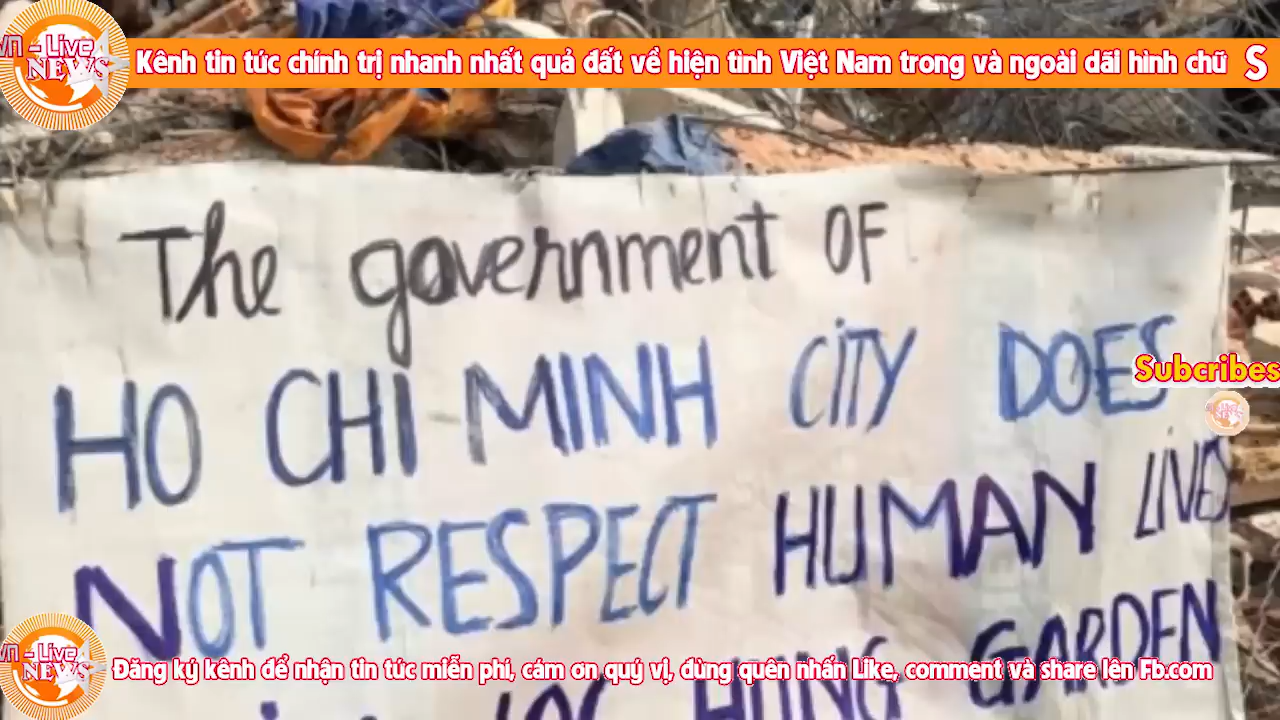 VN - Live
NEWS
Kênh tin tức chính trị nhanh nhất quả đất về hiện tình Việt Nam trong và ngoài dãi hình chữ S
The government OF
HO CHI MINH CITY DOES
Subcribes
NOT RESPECT HUMAN LIVES
LOC HUNG GARDEN
VN - Live
NEWS
Đăng ký kênh để nhận tin tức miễn phí, cám ơn quý vị, đừng quên nhấn Like, comment và share lên Fb.com